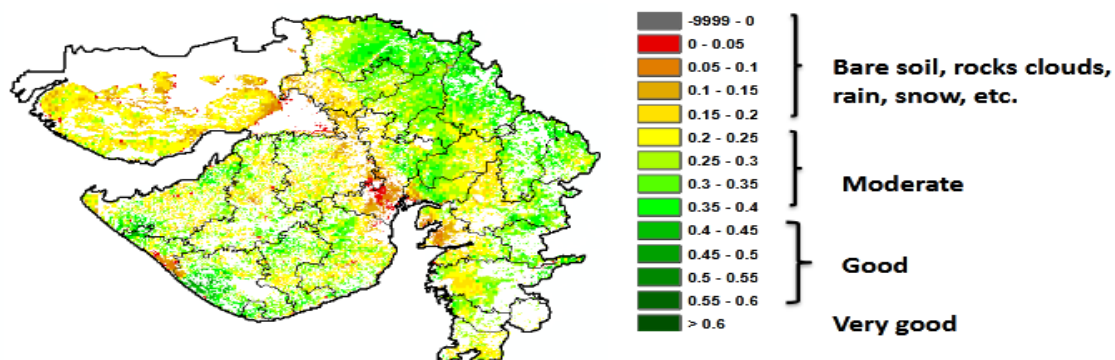 -9999 - 0
0 - 0.05
0.05 - 0.1
0.1 - 0.15
0.15 - 0.2
0.2 - 0.25
0.25 - 0.3
0.3 - 0.35
0.35 - 0.4
0.4 - 0.45
0.45 - 0.5
0.5 - 0.55
0.55 - 0.6
> 0.6
Bare soil, rocks clouds,
rain, snow, etc.
Moderate
Good
Very good